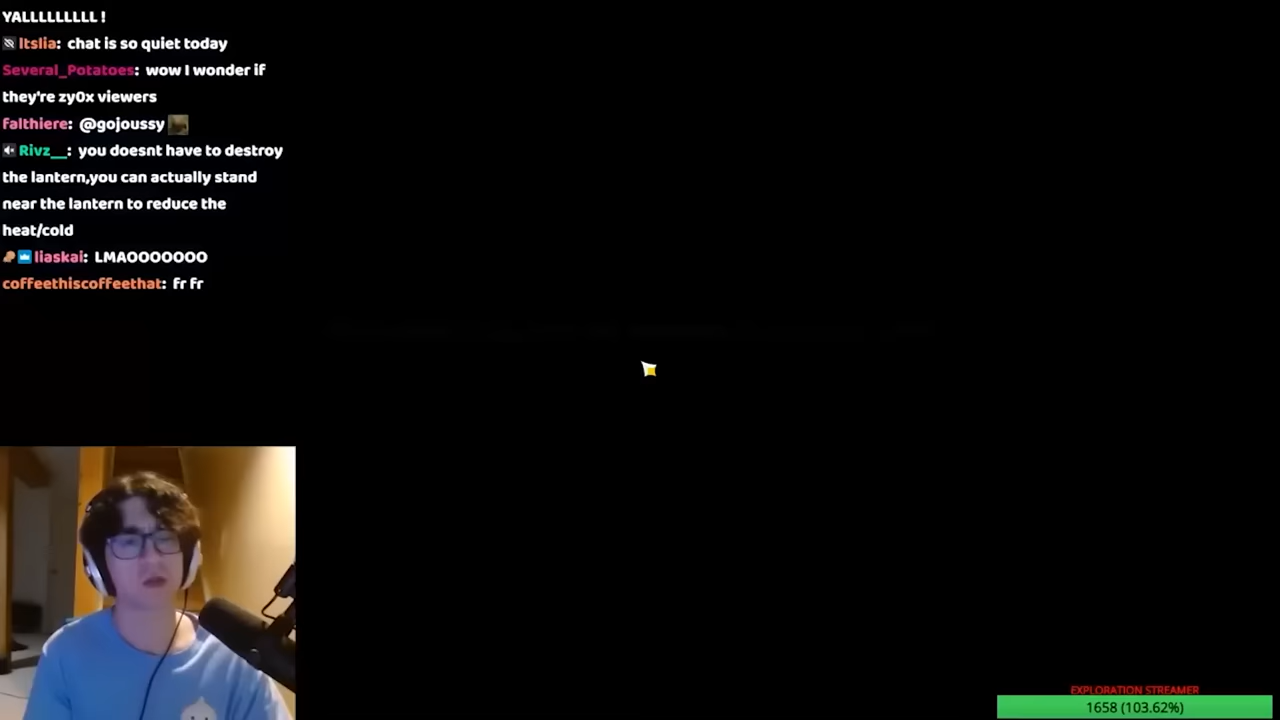 YALLLLLLLLL !
ltslia: chat is so quiet today
Several_Potatoes: wow I wonder if
they're zy0x viewers
falthiere: @gojoussy
Rivz__: you doesnt have to destroy
the lantern,you can actually stand
near the lantern to reduce the
heat/cold
liaskai: LMAOOOOOOO
coffeethiscoffeethat: fr fr
EXPLORATION STREAMER
1658 (103.62%)